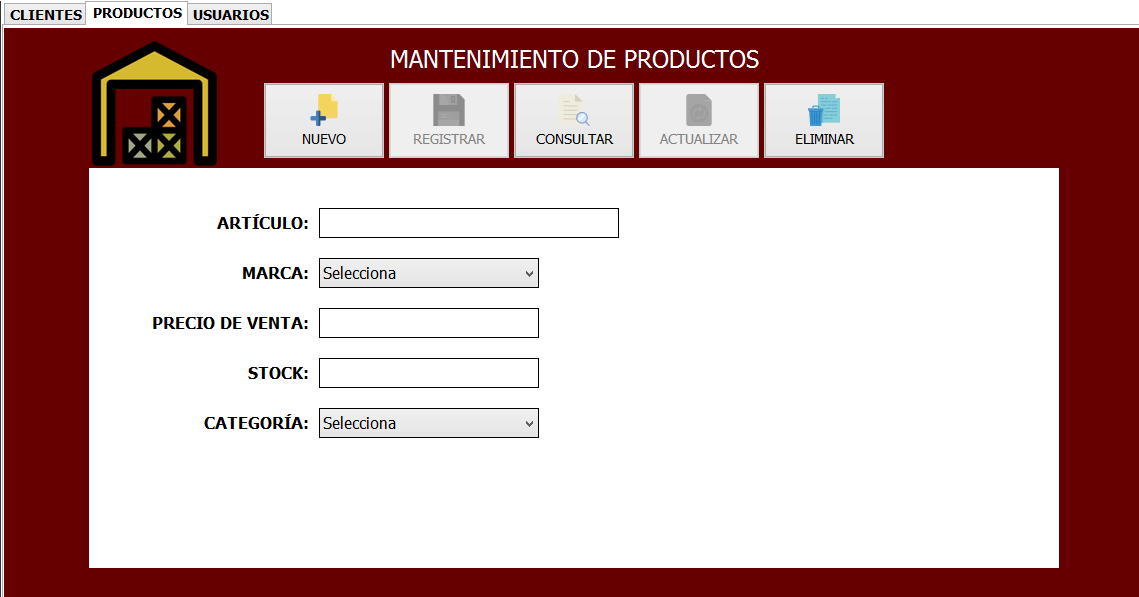 CLIENTES PRODUCTOS USUARIOS
MANTENIMIENTO DE PRODUCTOS
NUEVO REGISTRAR CONSULTAR ACTUALIZAR ELIMINAR
ARTÍCULO:
MARCA: Selecciona
PRECIO DE VENTA:
STOCK:
CATEGORÍA: Selecciona